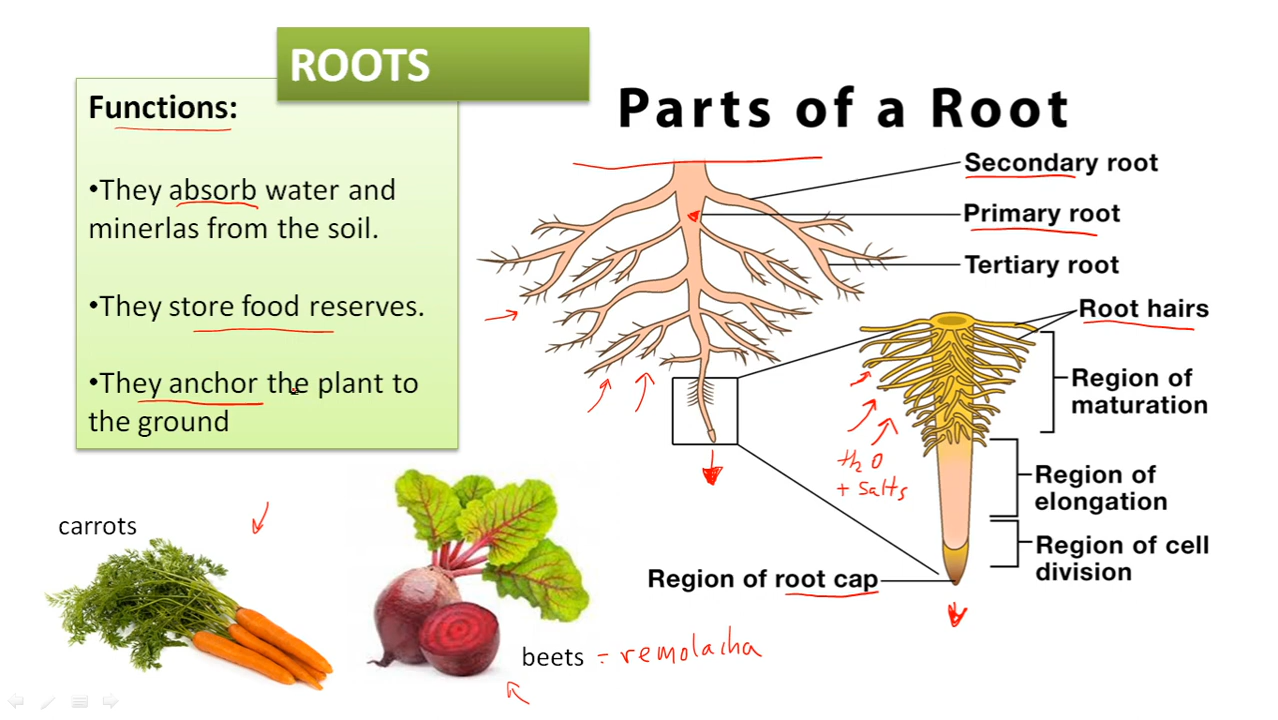 ROOTS
Functions:
•They absorb water and
minerlas from the soil.
•They store food reserves.
•They anchor the plant to
the ground
carrots
beets = remolacha
Parts of a Root
Secondary root
Primary root
Tertiary root
Root hairs
Region of
maturation
H2O
+ salts
Region of
elongation
Region of cell
division
Region of root cap